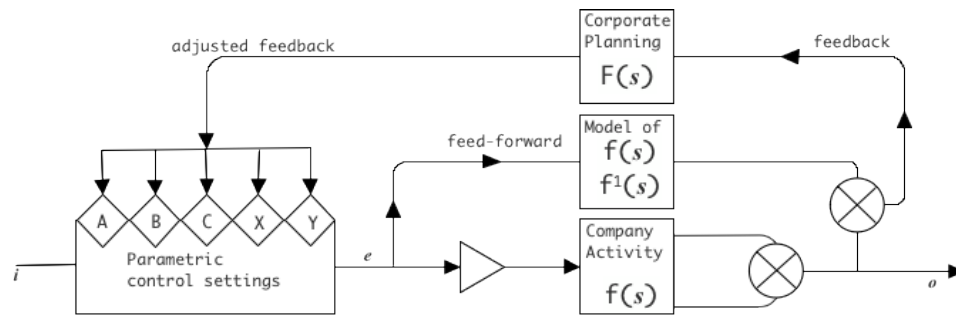 Corporate
Planning
F(s)
adjusted feedback
feedback
feed-forward
Model of
f(s)
f¹(s)
A B C X Y
Parametric
control settings
i
e
Company
Activity
f(s)
o